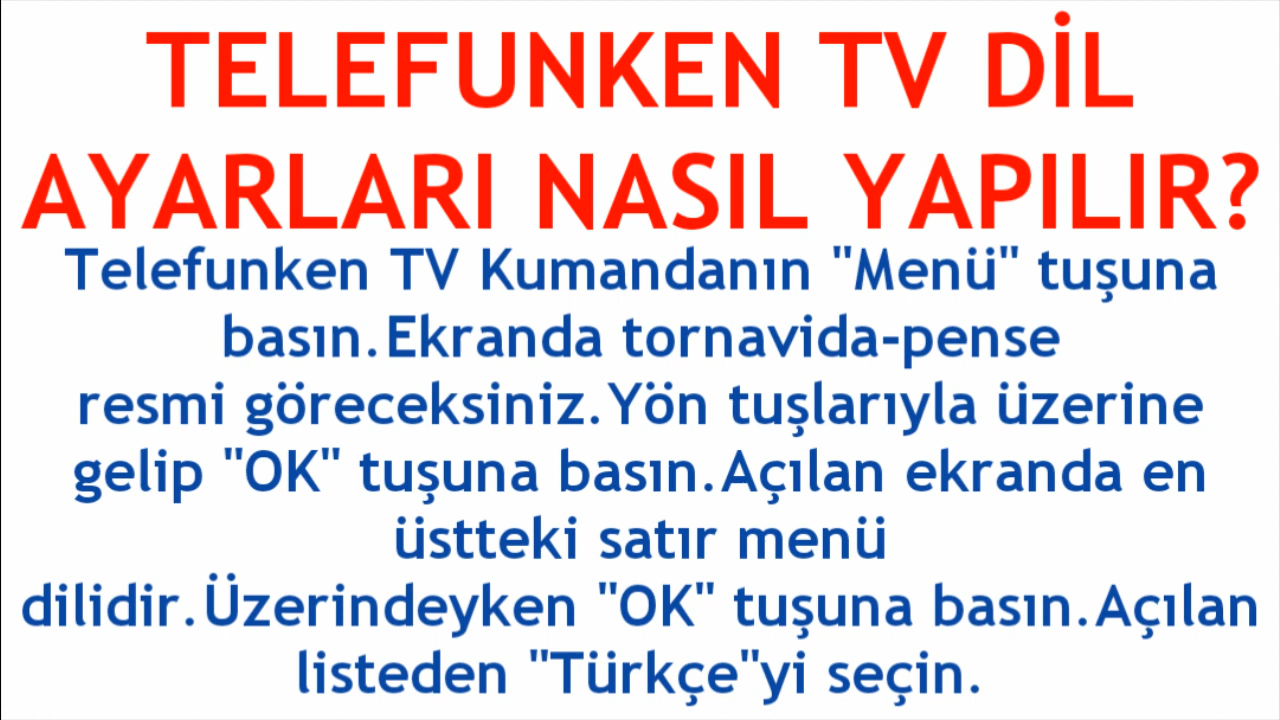 TELEFUNKEN TV DİL
AYARLARI NASIL YAPILIR?
Telefunken TV Kumandanın "Menü" tuşuna
basın.Ekranda tornavida-pense
resmi göreceksiniz.Yön tuşlarıyla üzerine
gelip "OK" tuşuna basın.Açılan ekranda en
üstteki satır menü
dilidir.Üzerindeyken "OK" tuşuna basın.Açılan
listeden "Türkçe"yi seçin.